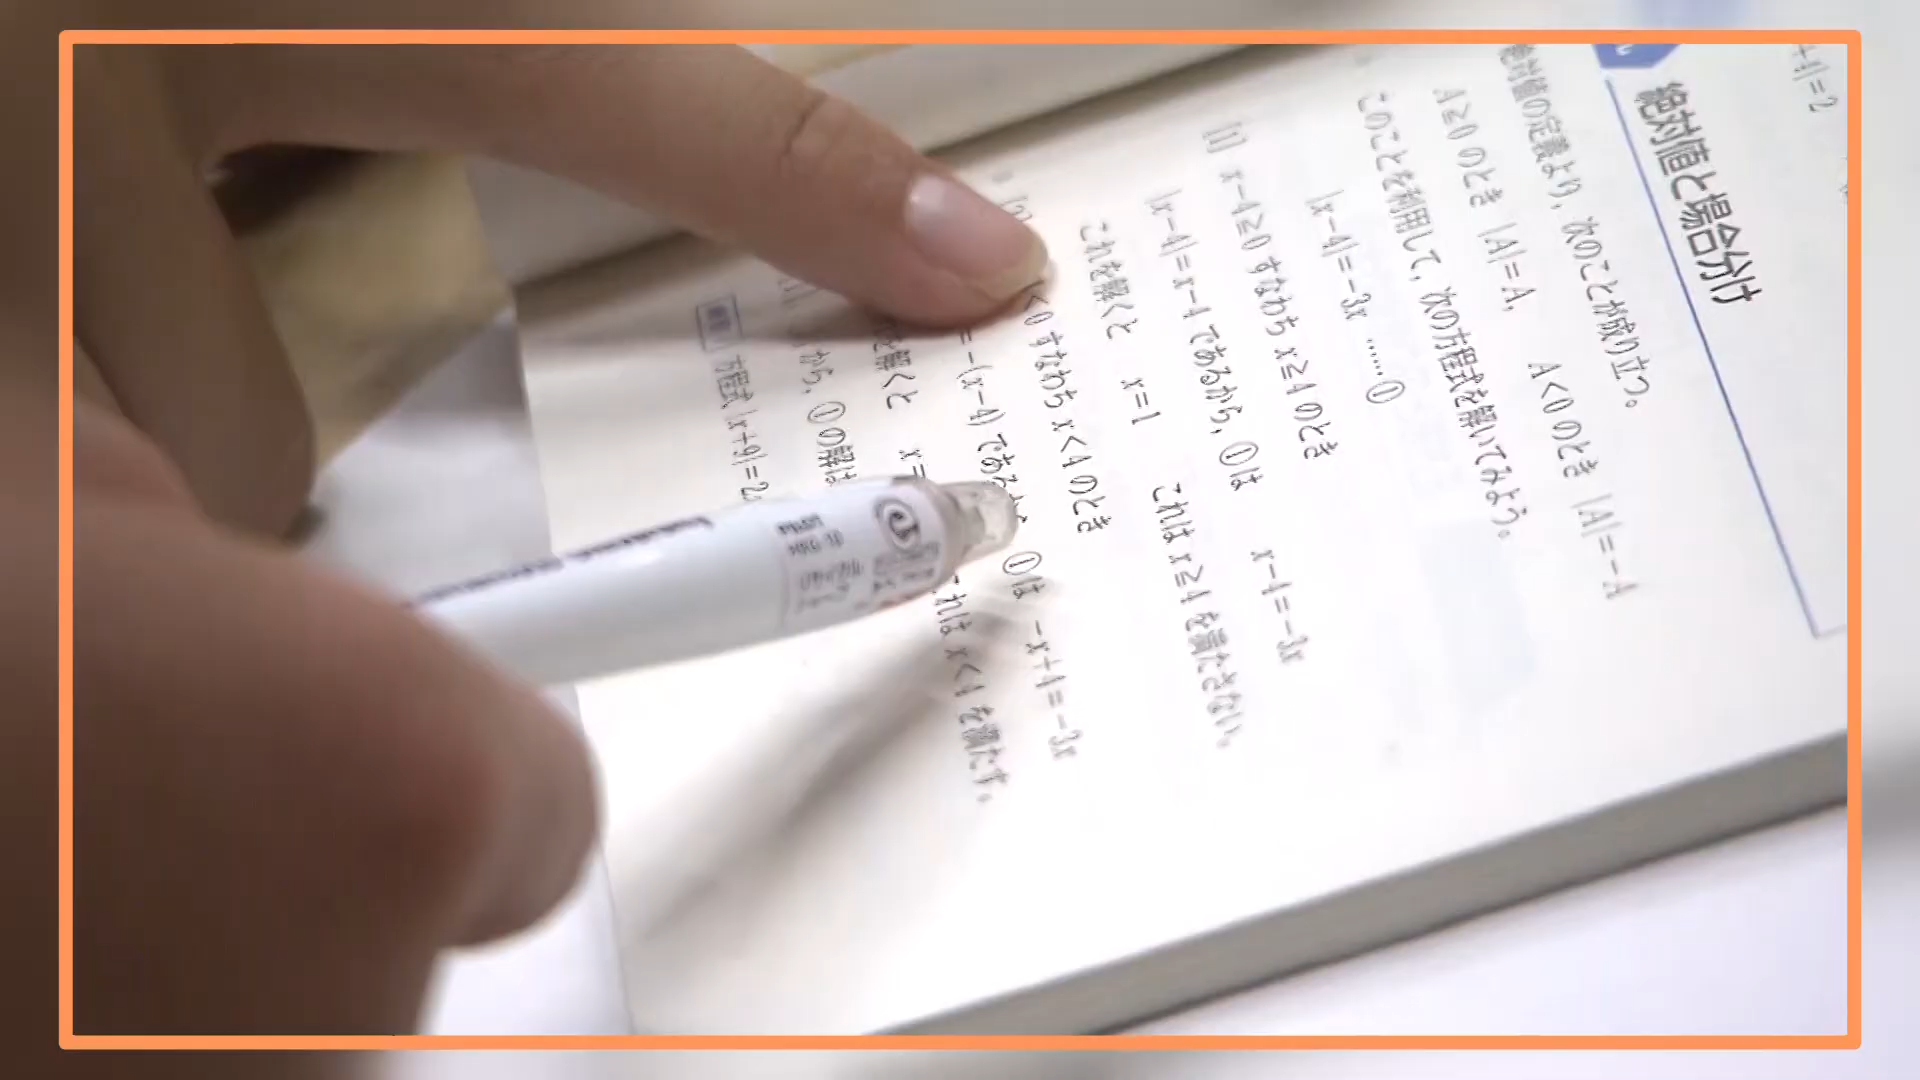 +4|=2
絶対値と場合分け
絶対値の定義より，次のことが成り立つ。
A≧0 のとき |A|=A， A<0 のとき |A|=-A
このことを利用して，次の方程式を解いてみよう。
|x-4|=-3x ……①
[1] x-4≧0 すなわち x≧4 のとき
|x-4|=x-4 であるから，①は x-4=-3x
これを解くと x=1 これは x≧4 を満たさない。
<0 すなわち x<4 のとき
=-(x-4) であるから，①は -x+4=-3x
を解くと x= これは x<4 を満たす。
から，①の解は
方程式 |x+9|=2